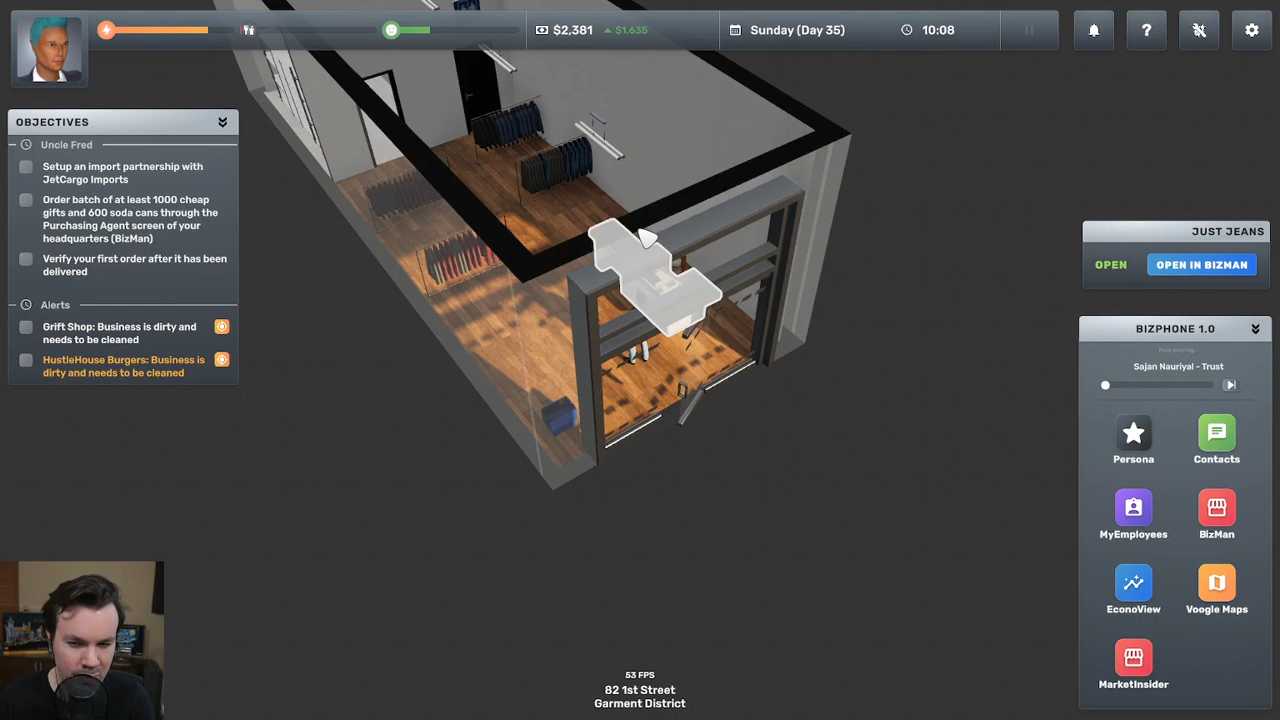 $2,381 ▲ $1,635
Sunday (Day 35)
10:08
?
OBJECTIVES
Uncle Fred
Setup an import partnership with
JetCargo Imports
Order batch of at least 1000 cheap
gifts and 600 soda cans through the
Purchasing Agent screen of your
headquarters (BizMan)
Verify your first order after it has been
delivered
Alerts
Grift Shop: Business is dirty and
needs to be cleaned
HustleHouse Burgers: Business is
dirty and needs to be cleaned
JUST JEANS
OPEN
OPEN IN BIZMAN
BIZPHONE 1.0
Now playing...
Sajan Nauriyal - Trust
Persona
Contacts
MyEmployees
BizMan
EconoView
Voogle Maps
MarketInsider
53 FPS
82 1st Street
Garment District